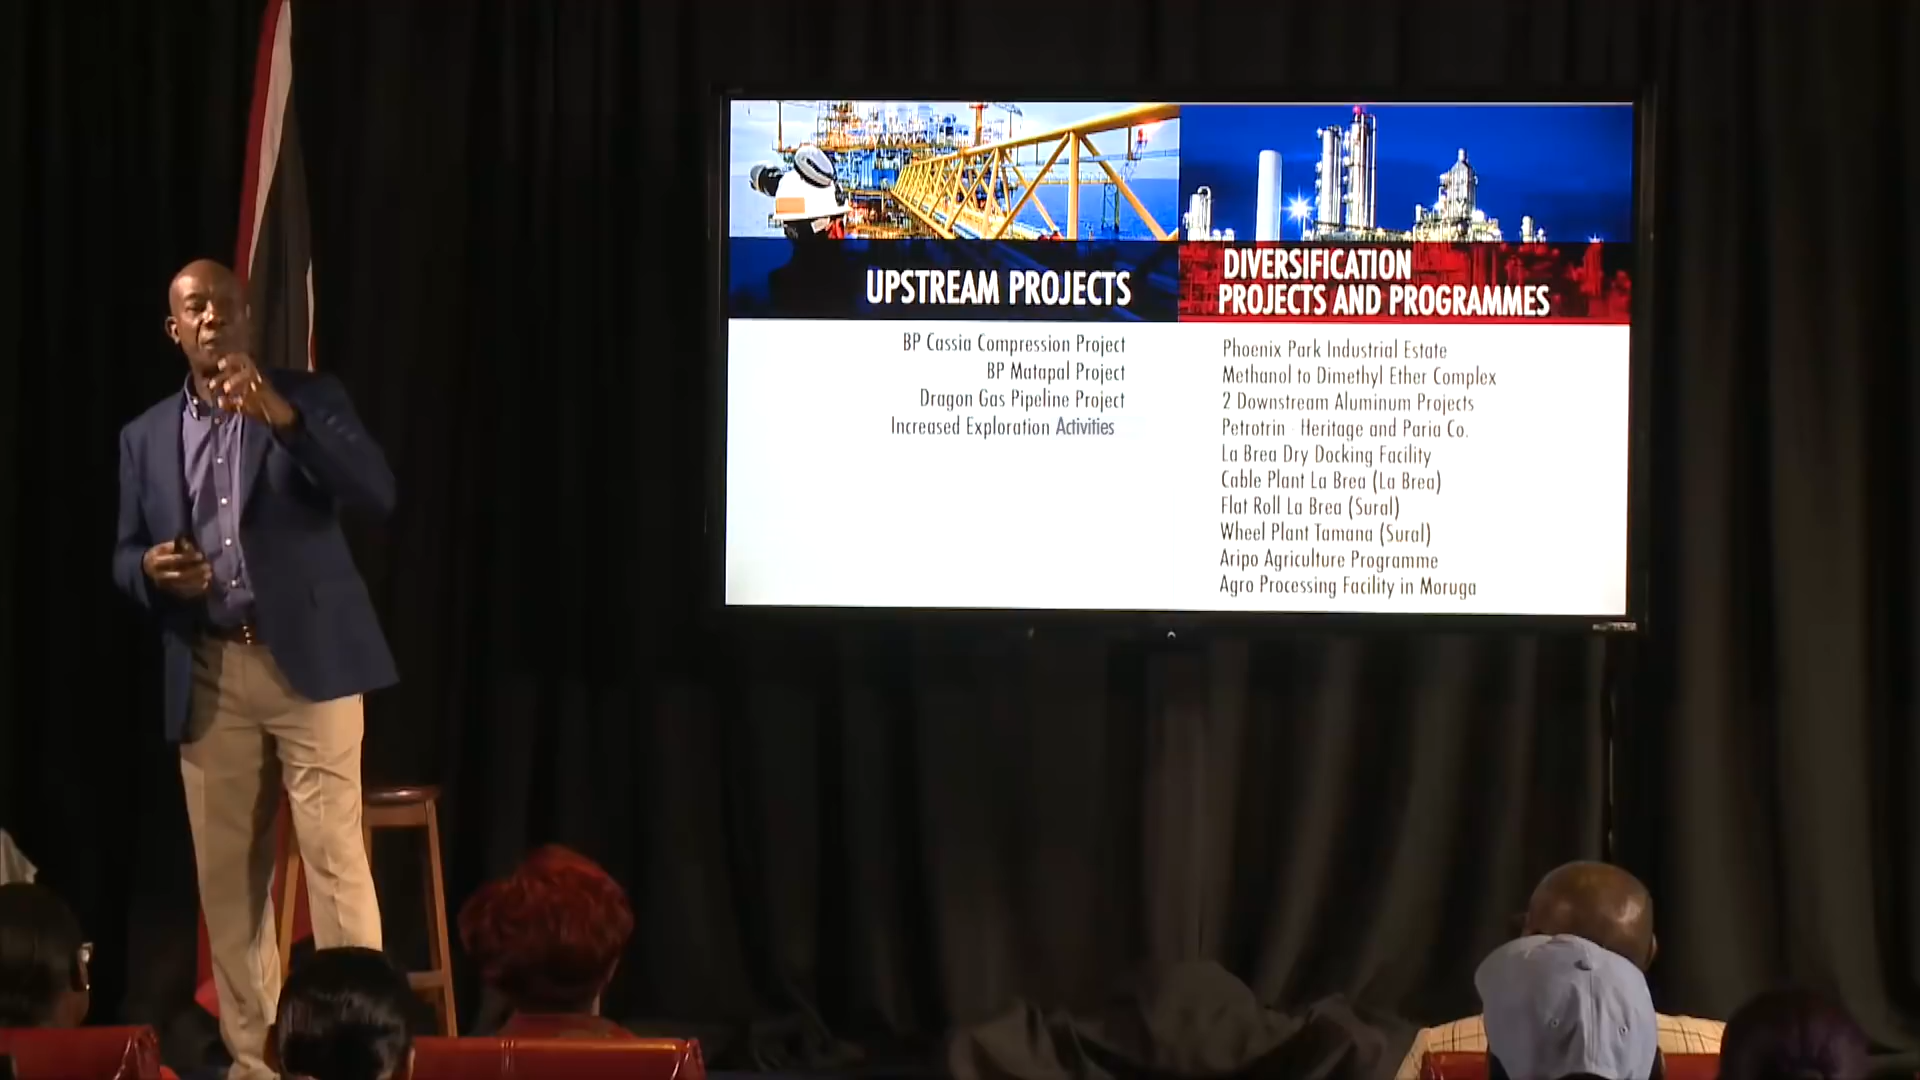 UPSTREAM PROJECTS
BP Cassia Compression Project
BP Matapal Project
Dragon Gas Pipeline Project
Increased Exploration Activities
DIVERSIFICATION
PROJECTS AND PROGRAMMES
Phoenix Park Industrial Estate
Methanol to Dimethyl Ether Complex
2 Downstream Aluminum Projects
Petrotrin - Heritage and Paria Co.
La Brea Dry Docking Facility
Cable Plant La Brea (La Brea)
Flat Roll La Brea (Sural)
Wheel Plant Tamana (Sural)
Aripo Agriculture Programme
Agro Processing Facility in Moruga